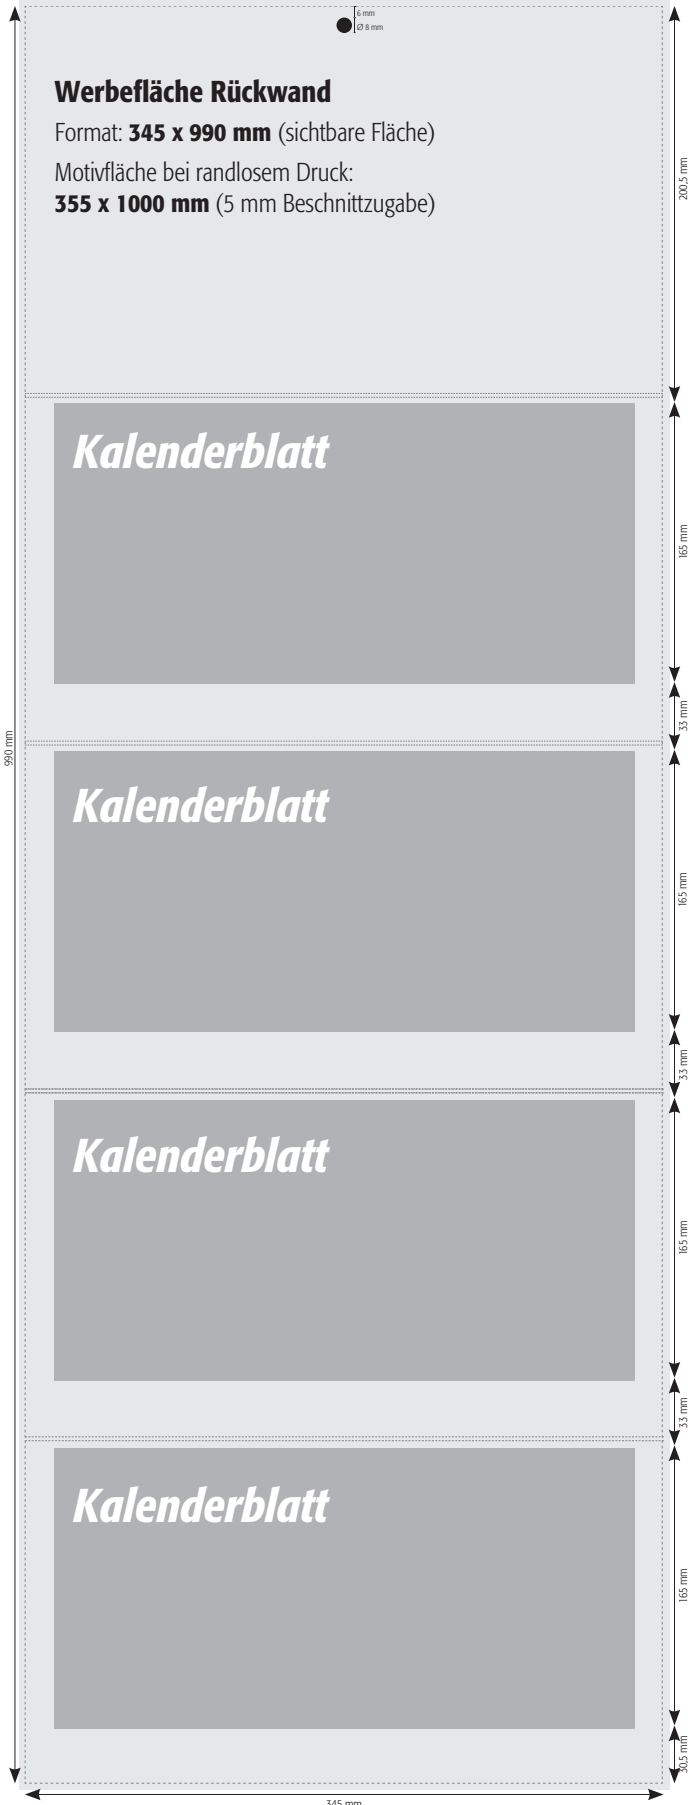 6 mm
Ø 8 mm
Werbefläche Rückwand
Format: 345 x 990 mm (sichtbare Fläche)
Motivfläche bei randlosem Druck:
355 x 1000 mm (5 mm Beschnittzugabe)
200,5 mm
Kalenderblatt
165 mm
33 mm
990 mm
Kalenderblatt
165 mm
33 mm
Kalenderblatt
165 mm
33 mm
Kalenderblatt
165 mm
30,5 mm
345 mm